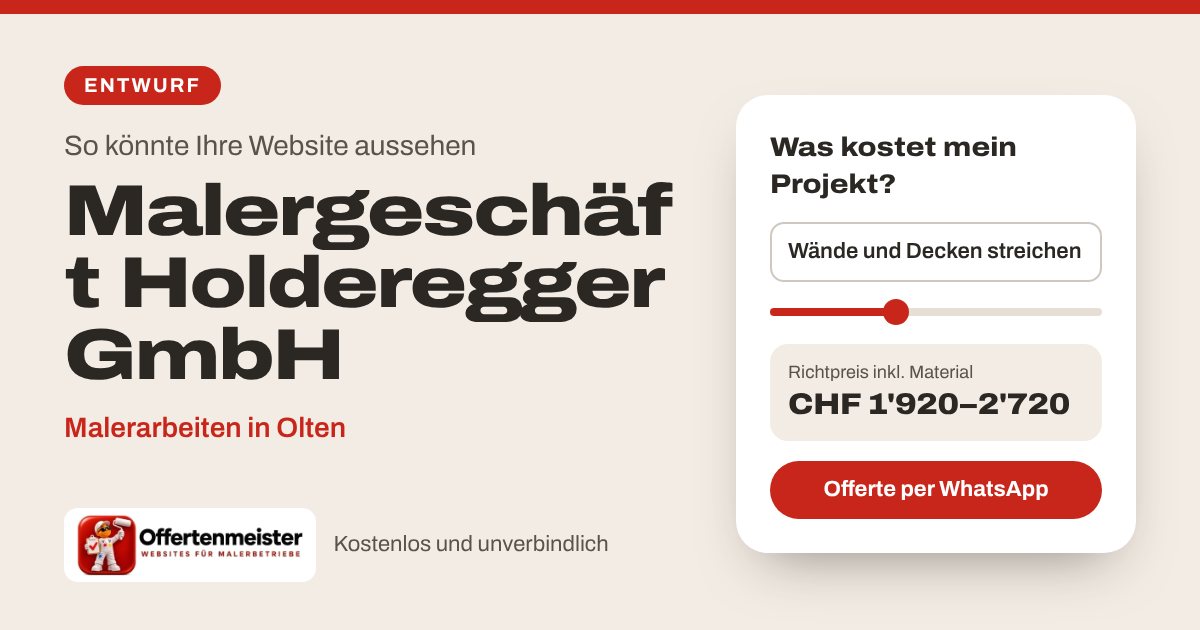 ENTWURF
So könnte Ihre Website aussehen
Malergeschäf
t Holderegger
GmbH
Malerarbeiten in Olten
Offertenmeister
WEBSITES FÜR MALERBETRIEBE
Kostenlos und unverbindlich
Was kostet mein
Projekt?
Wände und Decken streichen
Richtpreis inkl. Material
CHF 1'920–2'720
Offerte per WhatsApp